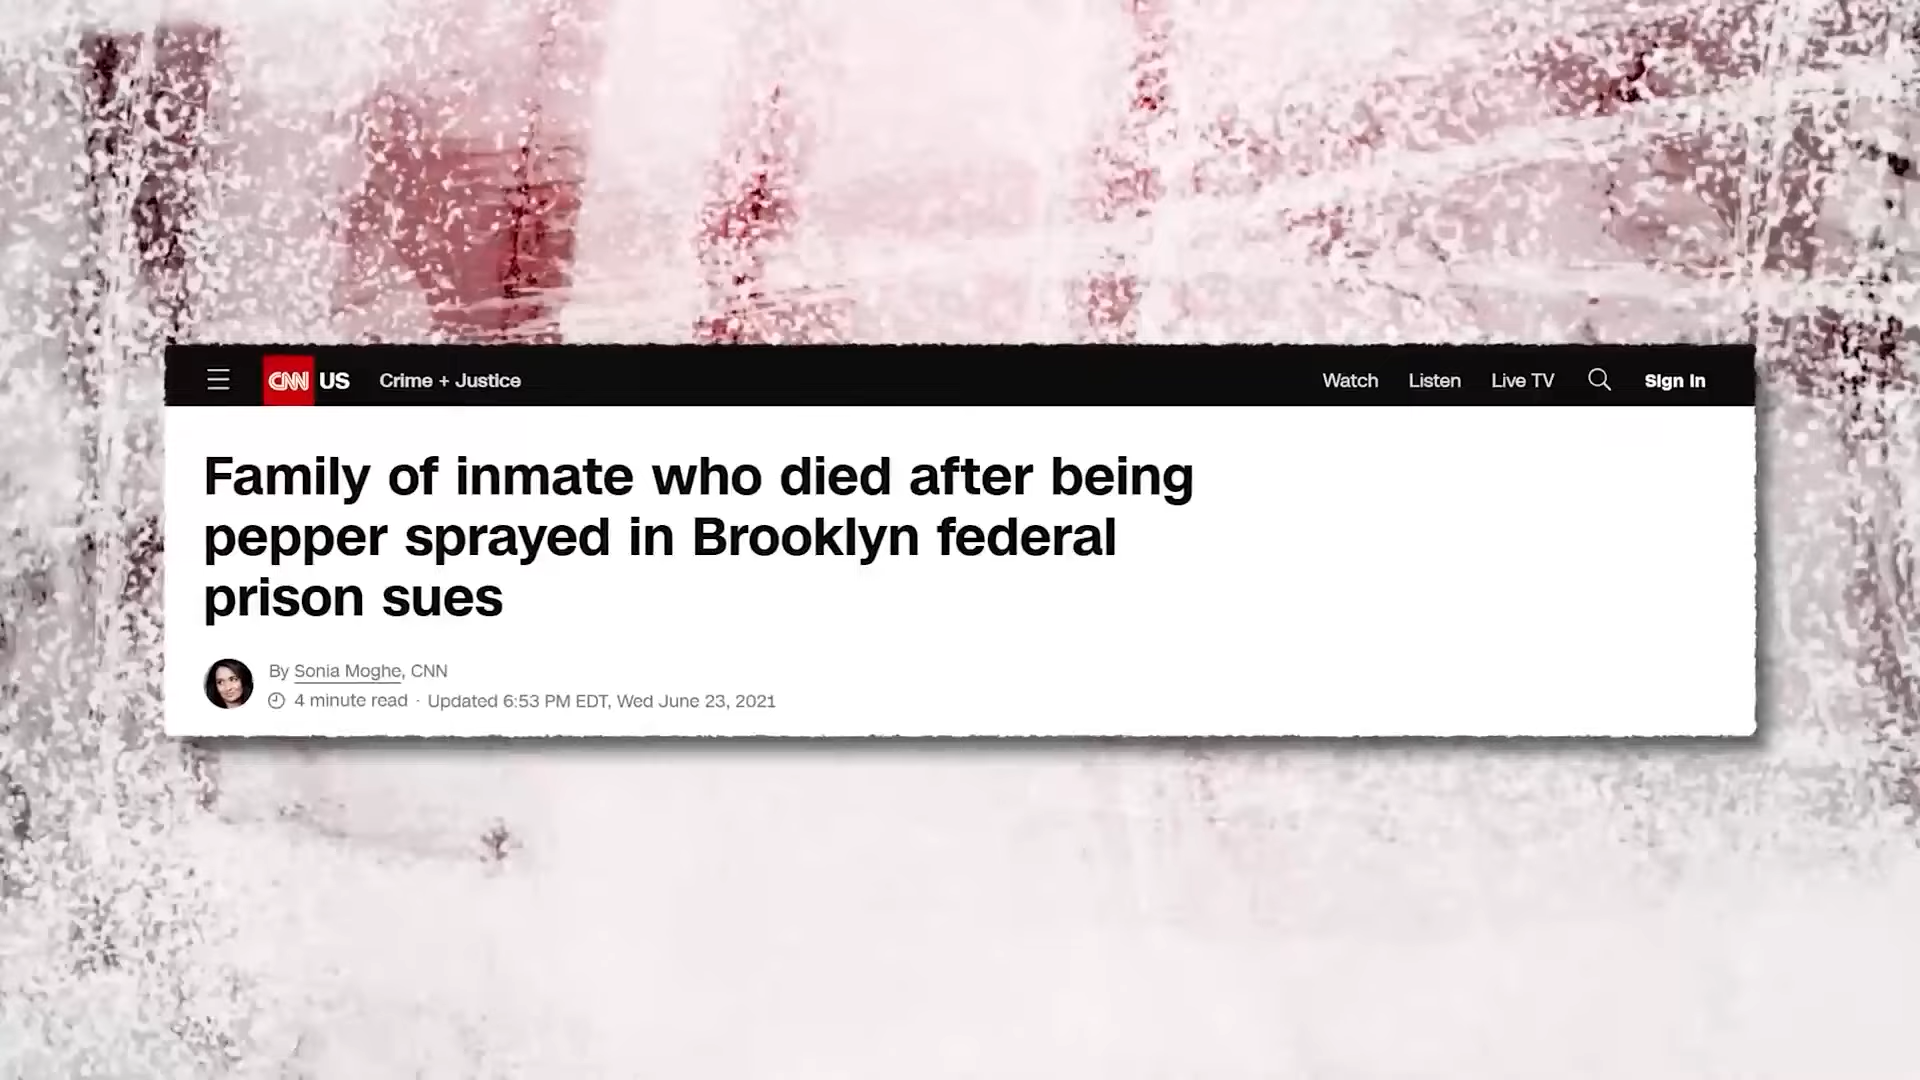 CNN US Crime + Justice Watch Listen Live TV Sign In
Family of inmate who died after being
pepper sprayed in Brooklyn federal
prison sues
By Sonia Moghe, CNN
4 minute read · Updated 6:53 PM EDT, Wed June 23, 2021